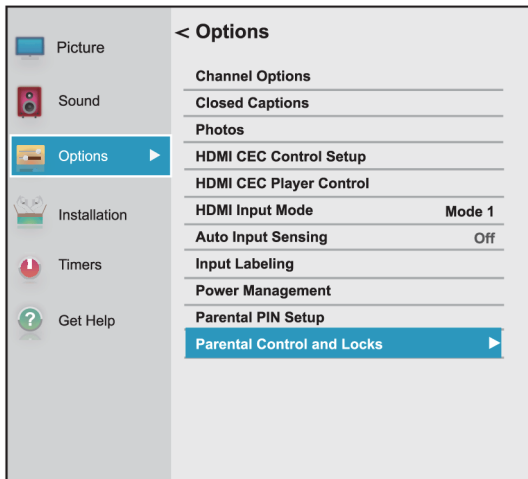 Picture
Sound
Options
Installation
Timers
Get Help
< Options
Channel Options
Closed Captions
Photos
HDMI CEC Control Setup
HDMI CEC Player Control
HDMI Input Mode Mode 1
Auto Input Sensing Off
Input Labeling
Power Management
Parental PIN Setup
Parental Control and Locks